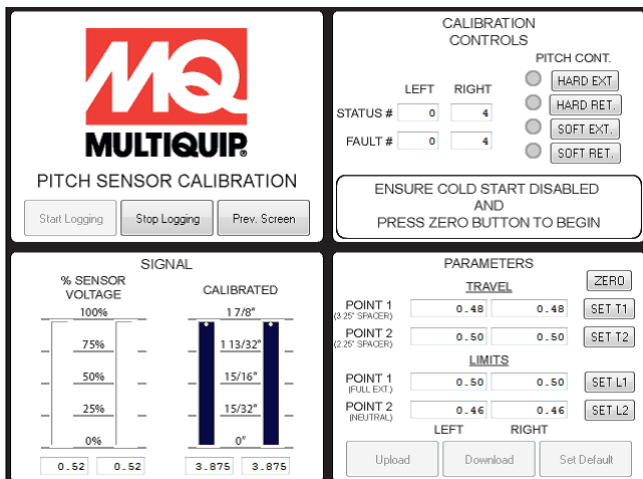 MQ
MULTIQUIP.
PITCH SENSOR CALIBRATION
Start Logging Stop Logging Prev. Screen
CALIBRATION
CONTROLS
PITCH CONT.
LEFT RIGHT HARD EXT
STATUS # 0 4 HARD RET.
FAULT # 0 4 SOFT EXT.
SOFT RET.
ENSURE COLD START DISABLED
AND
PRESS ZERO BUTTON TO BEGIN
SIGNAL
% SENSOR
VOLTAGE CALIBRATED
100% 1 7/8"
75% 1 13/32"
50% 15/16"
25% 15/32"
0% 0"
0.52 0.52 3.875 3.875
PARAMETERS
TRAVEL ZERO
POINT 1 0.48 0.48 SET T1
(3.25" SPACER)
POINT 2 0.50 0.50 SET T2
(2.25" SPACER)
LIMITS
POINT 1 0.50 0.50 SET L1
(FULL EXT.)
POINT 2 0.46 0.46 SET L2
(NEUTRAL)
LEFT RIGHT
Upload Download Set Default